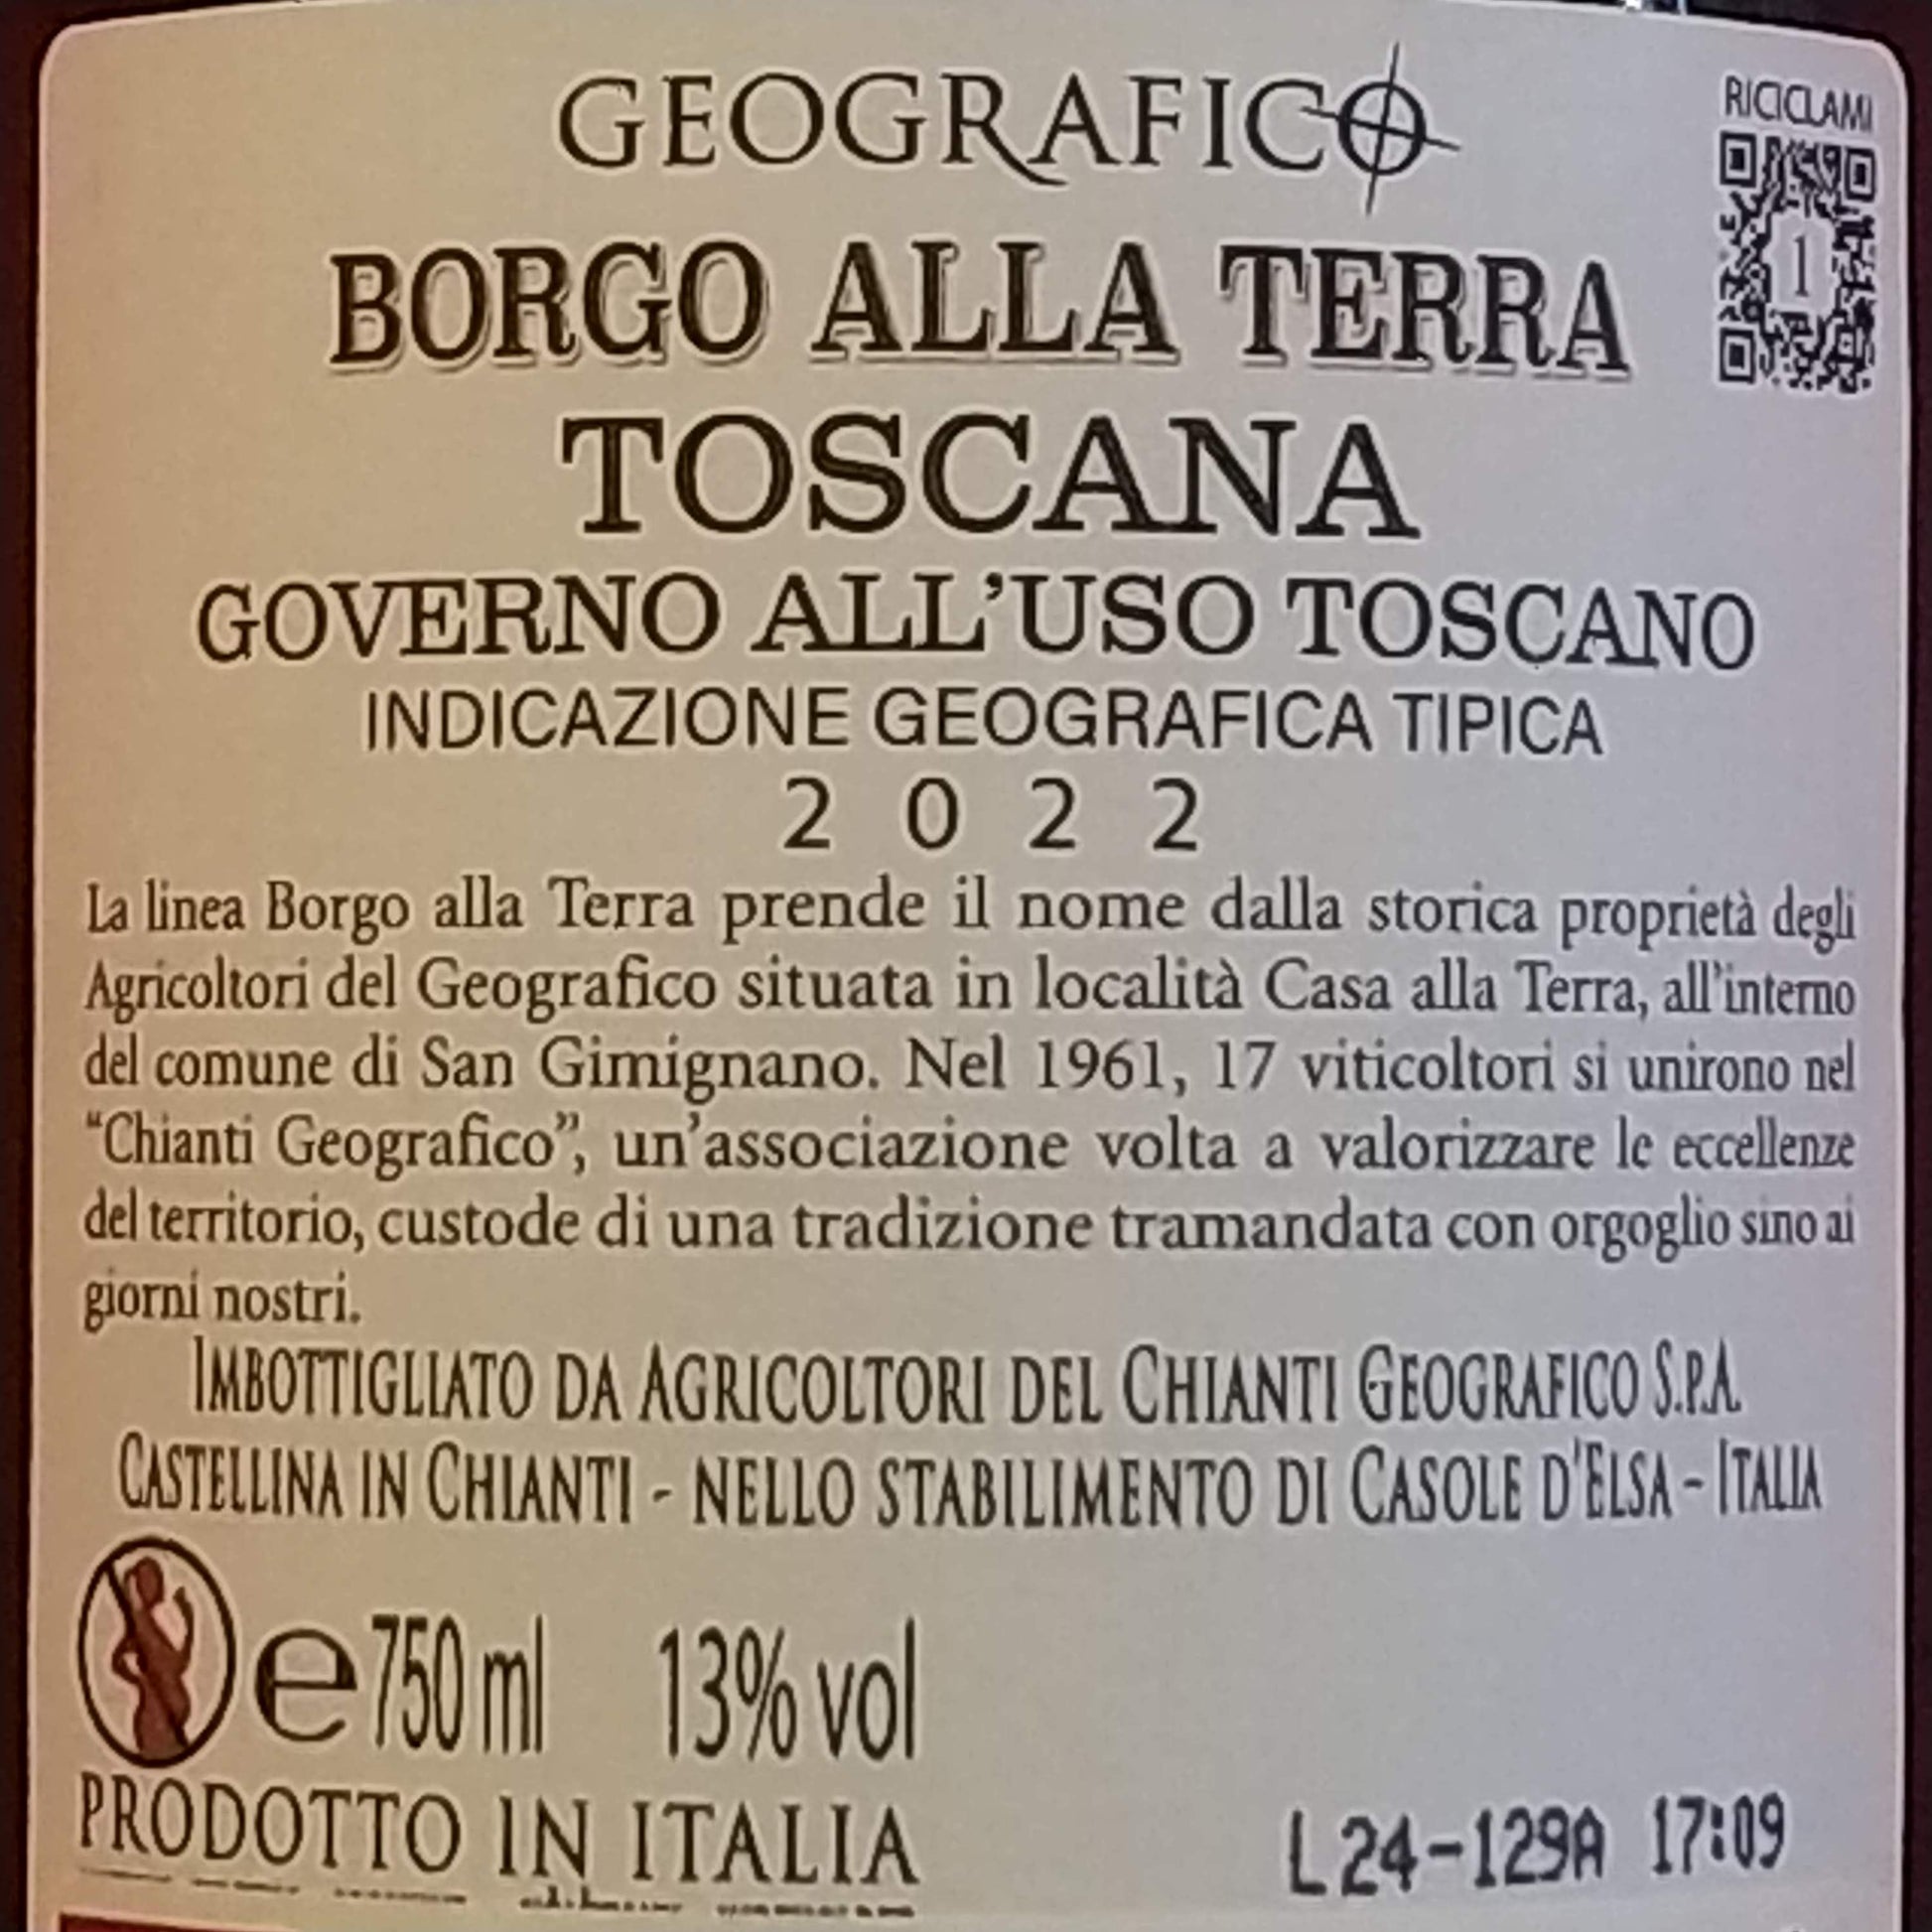 GEOGRAFICO
RICICLAMI
1
BORGO ALLA TERRA
TOSCANA
GOVERNO ALL'USO TOSCANO
INDICAZIONE GEOGRAFICA TIPICA
2 0 2 2
La linea Borgo alla Terra prende il nome dalla storica proprietà degli
Agricoltori del Geografico situata in località Casa alla Terra, all'interno
del comune di San Gimignano. Nel 1961, 17 viticoltori si unirono nel
“Chianti Geografico”, un'associazione volta a valorizzare le eccellenze
del territorio, custode di una tradizione tramandata con orgoglio sino ai
giorni nostri.
IMBOTTIGLIATO DA AGRICOLTORI DEL CHIANTI GEOGRAFICO S.P.A.
CASTELLINA IN CHIANTI - NELLO STABILIMENTO DI CASOLE D'ELSA - ITALIA
e 750 ml 13% vol
PRODOTTO IN ITALIA
L24-129A 17:09